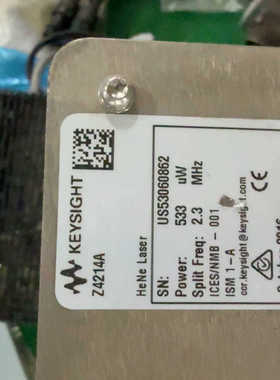 KEYSIGHT
Z4214A
HeNe Laser
SN: US53060862
Power: 533 uW
Split Freq: 2.3 MHz
ICES/NMB - 001
ISM 1-A
cor.keysight@keysight.com